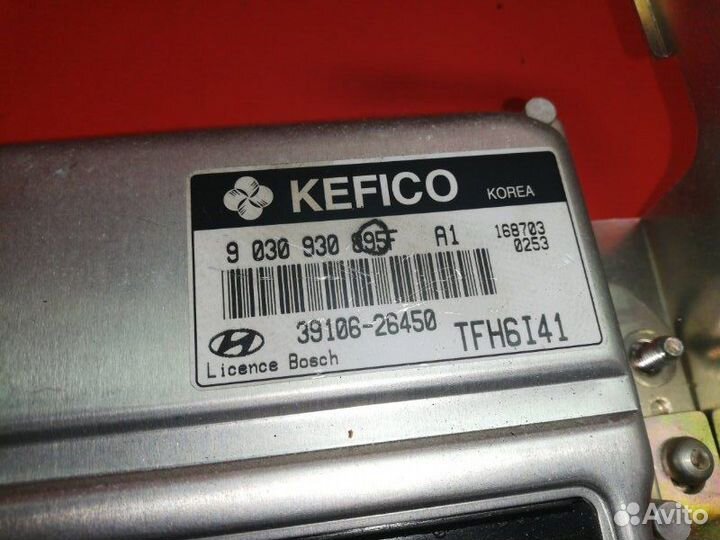 KEFICO KOREA
9 030 930 895F A1 168703
0253
39106-26450 TFH6I41
Licence Bosch
Avito